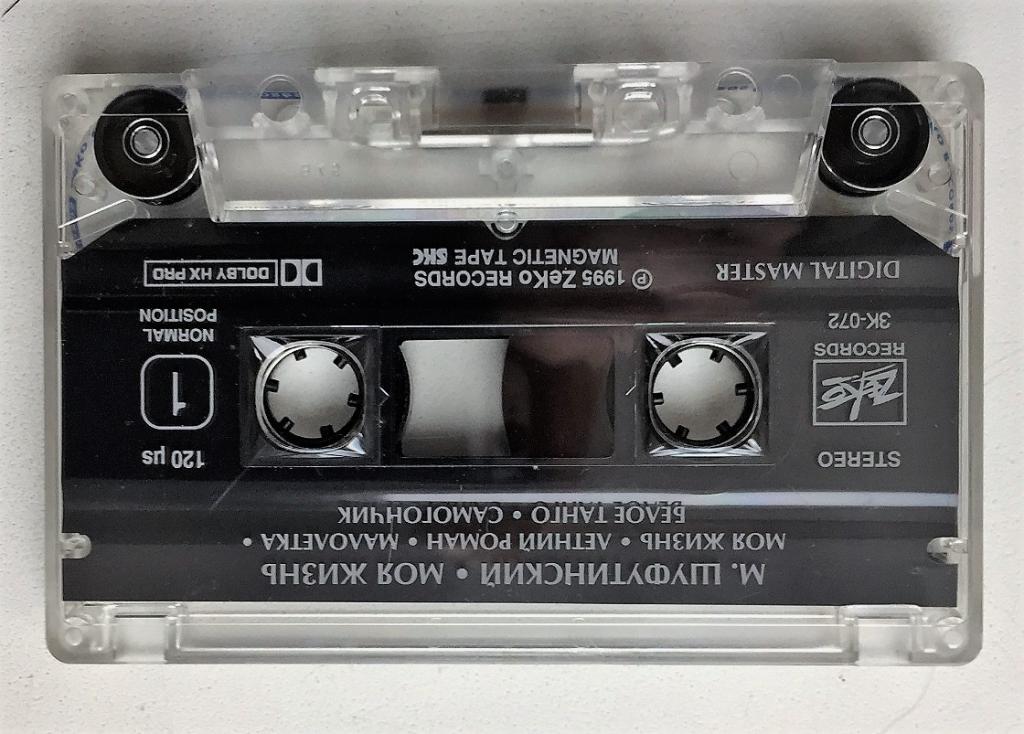 М. ШУФУТИНСКИЙ • МОЯ ЖИЗНЬ
МОЯ ЖИЗНЬ • ЛЕТНИЙ РОМАН • МАЛОЛЕТКА •
БЕЛОЕ ТАНГО • САМОГОНЧИК
STEREO
ZEKO
RECORDS
ЗК-072
120 µs
1
NORMAL
POSITION
DIGITAL MASTER
℗ 1995 ZeKo RECORDS
MAGNETIC TAPE SKC
DOLBY HX PRO